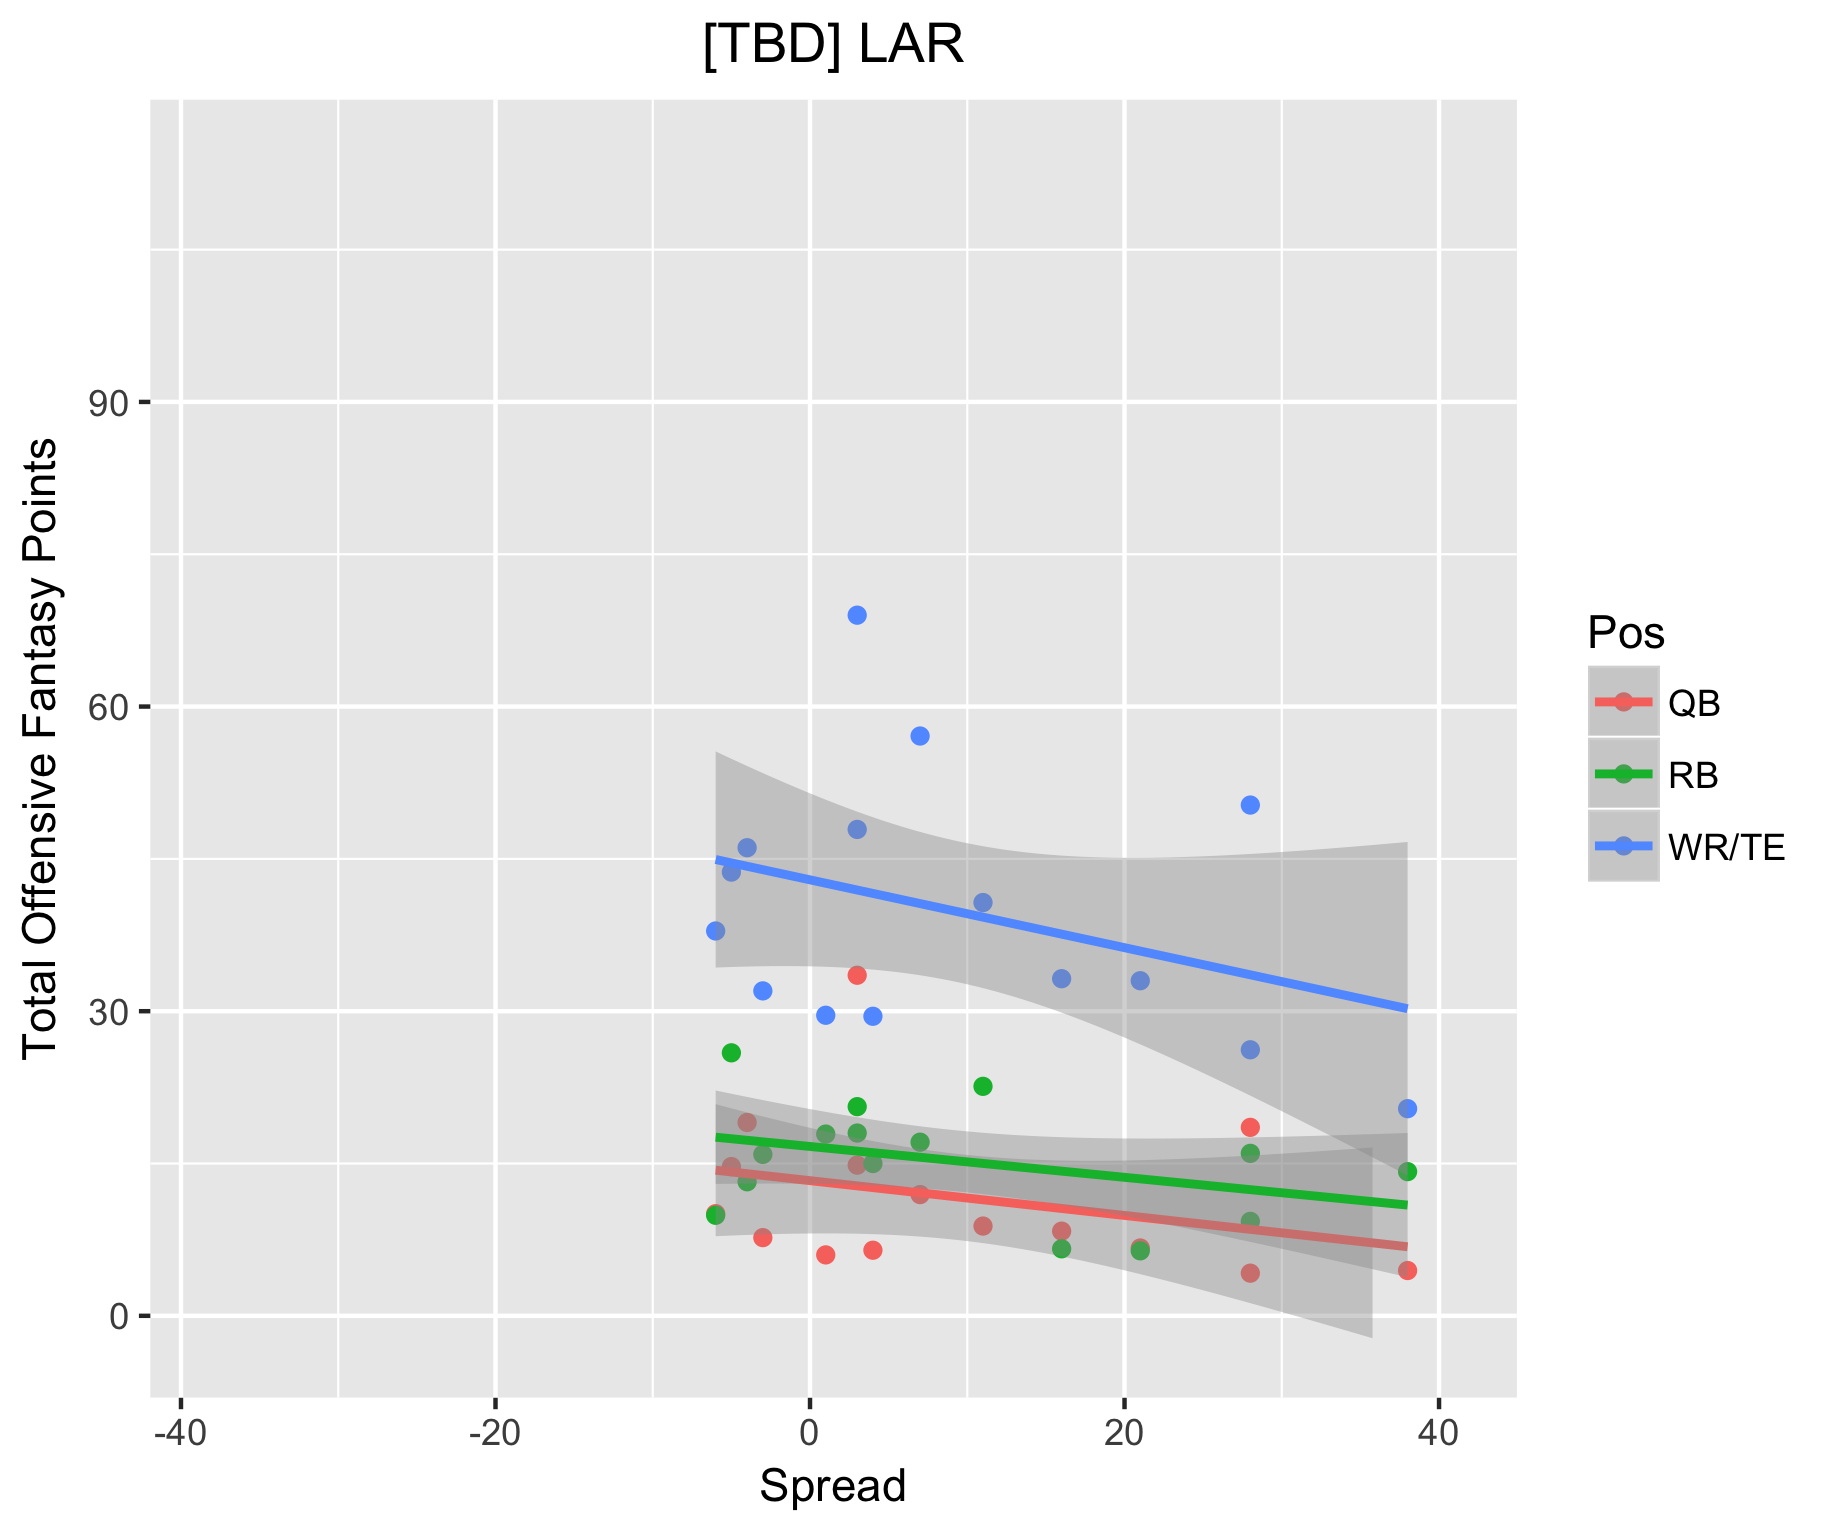 [TBD] LAR
Total Offensive Fantasy Points
90
60
30
0
-40
-20
0
20
40
Spread
Pos
QB
RB
WR/TE